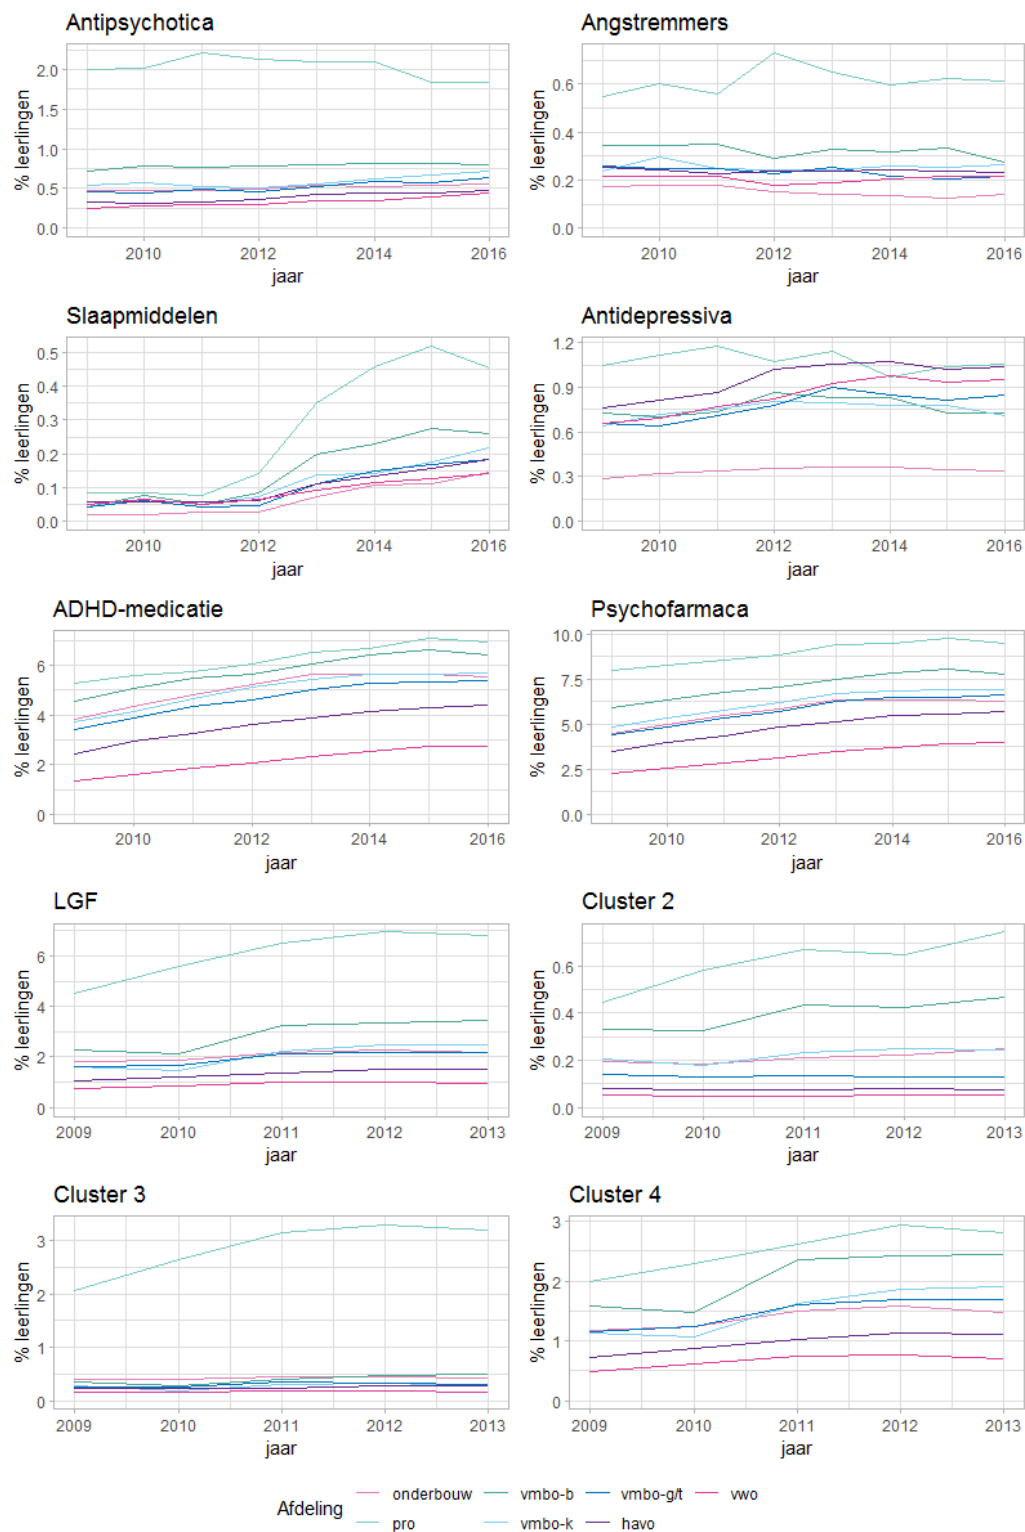 Antipsychotica
% leerlingen
2.0
1.5
1.0
0.5
0.0
2010 2012 2014 2016
jaar
Angstremmers
% leerlingen
0.6
0.4
0.2
0.0
2010 2012 2014 2016
jaar
Slaapmiddelen
% leerlingen
0.5
0.4
0.3
0.2
0.1
0.0
2010 2012 2014 2016
jaar
Antidepressiva
% leerlingen
1.2
0.9
0.6
0.3
0.0
2010 2012 2014 2016
jaar
ADHD-medicatie
% leerlingen
6
4
2
0
2010 2012 2014 2016
jaar
Psychofarmaca
% leerlingen
10.0
7.5
5.0
2.5
0.0
2010 2012 2014 2016
jaar
LGF
% leerlingen
6
4
2
0
2009 2010 2011 2012 2013
jaar
Cluster 2
% leerlingen
0.6
0.4
0.2
0.0
2009 2010 2011 2012 2013
jaar
Cluster 3
% leerlingen
3
2
1
0
2009 2010 2011 2012 2013
jaar
Cluster 4
% leerlingen
3
2
1
0
2009 2010 2011 2012 2013
jaar
Afdeling
onderbouw vmbo-b vmbo-g/t vwo
pro vmbo-k havo